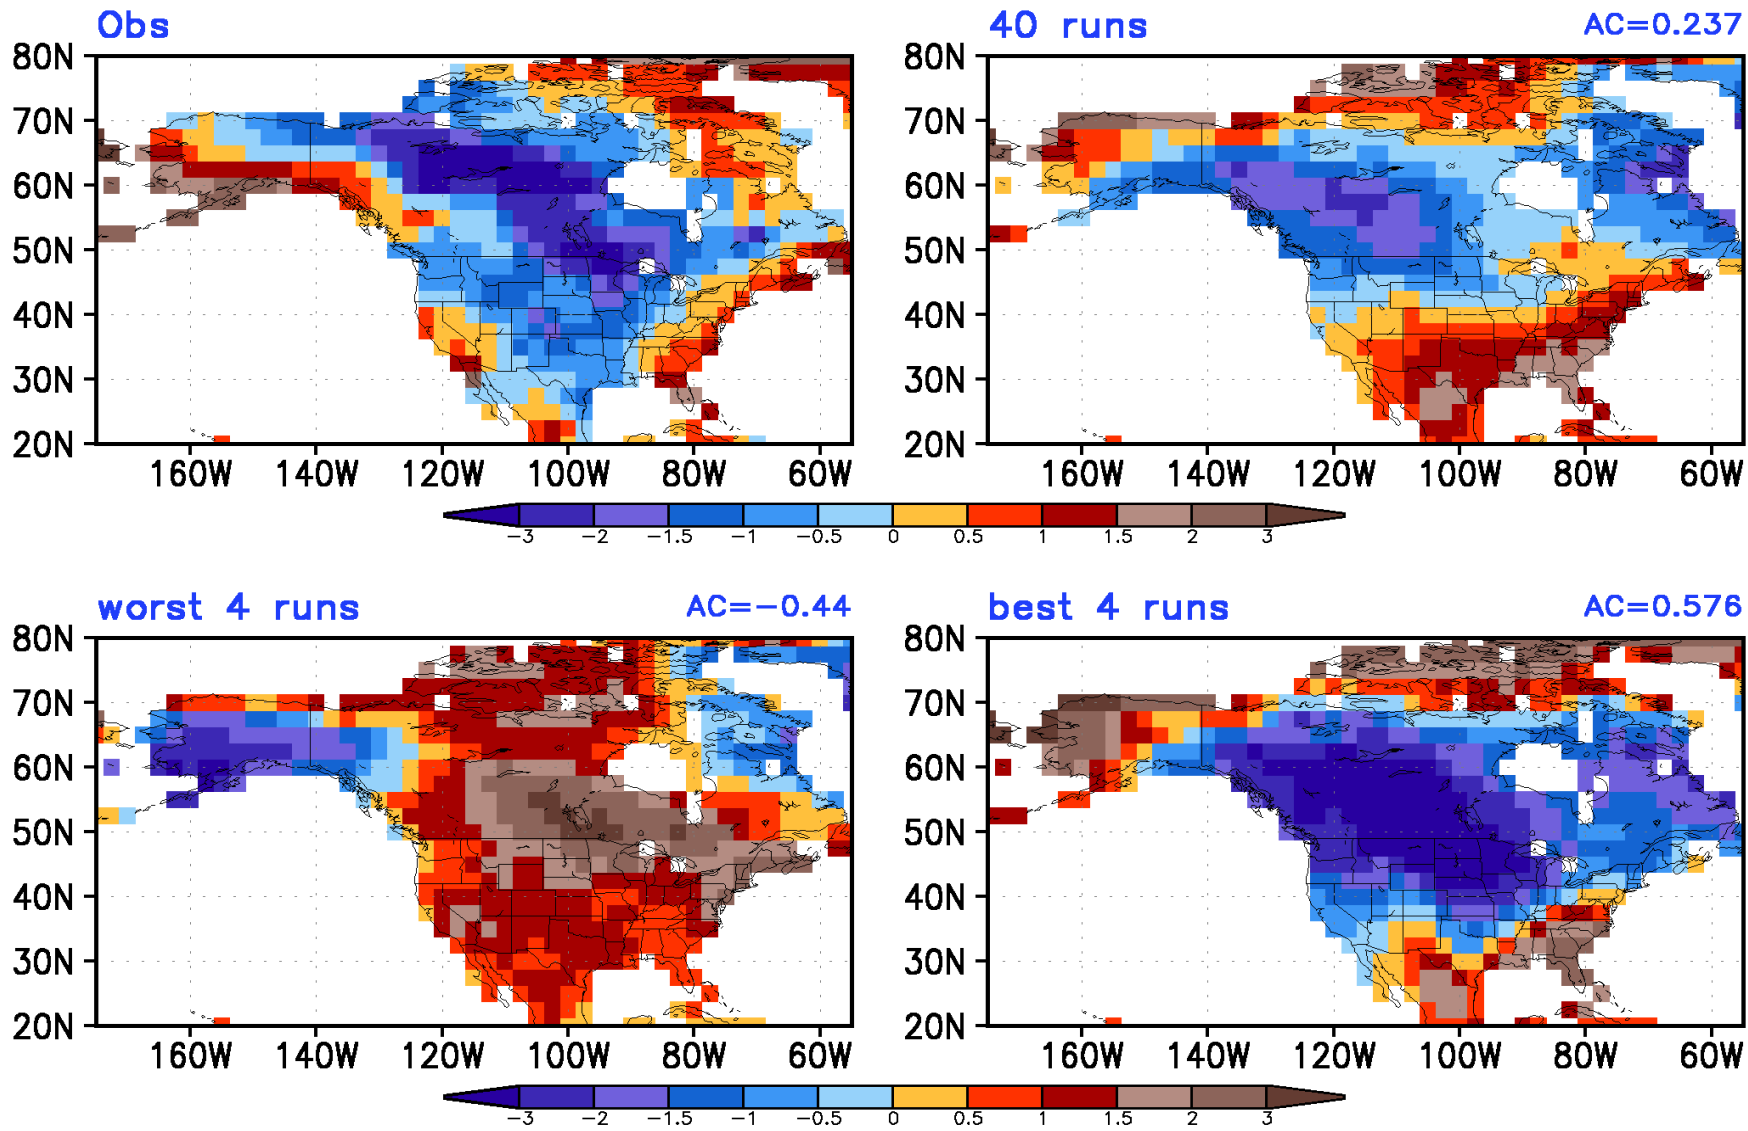 Obs
40 runs AC=0.237
80N 80N
70N 70N
60N 60N
50N 50N
40N 40N
30N 30N
20N 20N
160W 140W 120W 100W 80W 60W 160W 140W 120W 100W 80W 60W
−3 −2 −1.5 −1 −0.5 0 0.5 1 1.5 2 3
worst 4 runs AC=−0.44
best 4 runs AC=0.576
80N 80N
70N 70N
60N 60N
50N 50N
40N 40N
30N 30N
20N 20N
160W 140W 120W 100W 80W 60W 160W 140W 120W 100W 80W 60W
−3 −2 −1.5 −1 −0.5 0 0.5 1 1.5 2 3